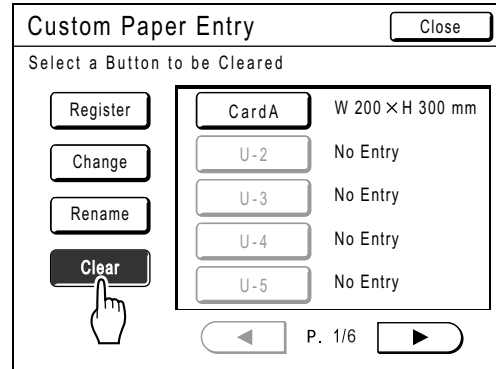 Custom Paper Entry
Close
Select a Button to be Cleared
Register
Change
Rename
Clear
CardA W 200 × H 300 mm
U-2 No Entry
U-3 No Entry
U-4 No Entry
U-5 No Entry
P. 1/6